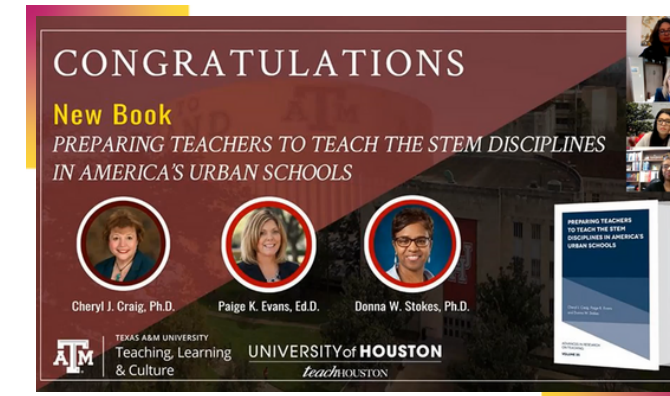 CONGRATULATIONS
New Book
PREPARING TEACHERS TO TEACH THE STEM DISCIPLINES
IN AMERICA'S URBAN SCHOOLS
Cheryl J. Craig, Ph.D.
Paige K. Evans, Ed.D.
Donna W. Stokes, Ph.D.
ATM
TEXAS A&M UNIVERSITY
Teaching, Learning
& Culture
UNIVERSITY of HOUSTON
teachHOUSTON
PREPARING TEACHERS
TO TEACH THE STEM
DISCIPLINES IN AMERICA'S
URBAN SCHOOLS